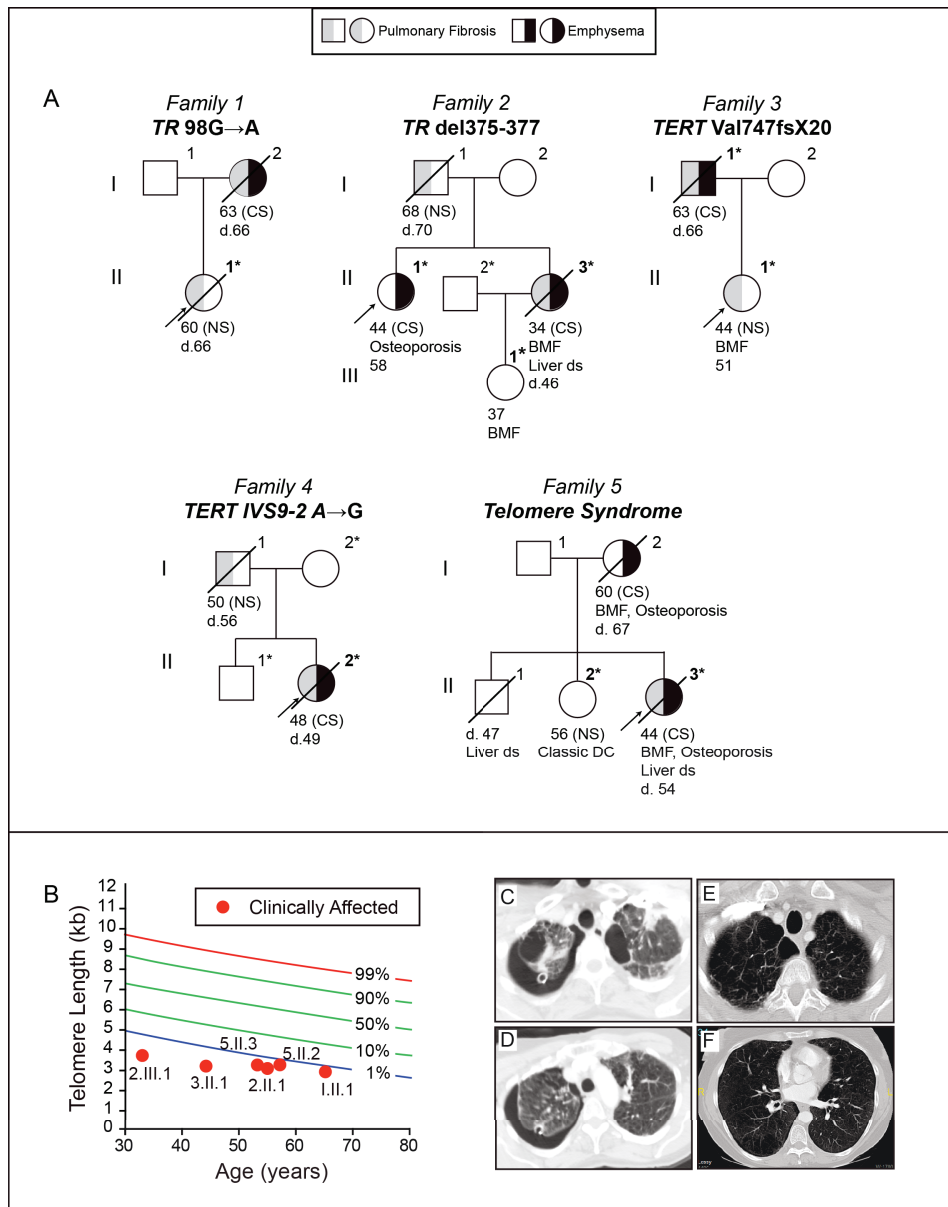 Pulmonary Fibrosis
Emphysema
A
Family 1
TR 98G→A
1
2
I
63 (CS)
d.66
II
1*
60 (NS)
d.66
Family 2
TR del375-377
1
2
I
68 (NS)
d.70
II
1*
2*
3*
44 (CS)
Osteoporosis
58
34 (CS)
BMF
Liver ds
d.46
III
1*
37
BMF
Family 3
TERT Val747fsX20
1*
2
I
63 (CS)
d.66
II
1*
44 (NS)
BMF
51
Family 4
TERT IVS9-2 A→G
1
2*
I
50 (NS)
d.56
II
1*
2*
48 (CS)
d.49
Family 5
Telomere Syndrome
1
2
I
60 (CS)
BMF, Osteoporosis
d. 67
II
1
2*
3*
d. 47
Liver ds
56 (NS)
Classic DC
44 (CS)
BMF, Osteoporosis
Liver ds
d. 54
B
Clinically Affected
Telomere Length (kb)
12
11
10
9
8
7
6
5
4
3
2
1
0
99%
90%
50%
10%
1%
2.III.1
3.II.1
5.II.3
2.II.1
5.II.2
I.II.1
30 40 50 60 70 80
Age (years)
C
D
E
F
R